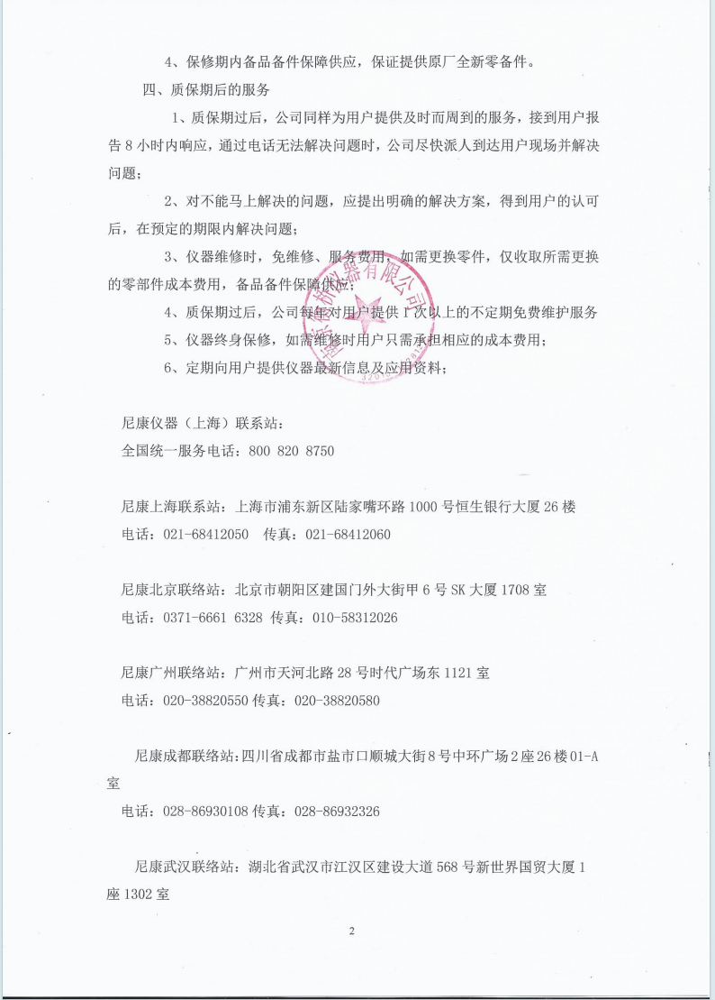 4、保修期内备品备件保障供应，保证提供原厂全新零备件。
四、质保期后的服务
1、质保期过后，公司同样为用户提供及时而周到的服务，接到用户报
告 8 小时内响应，通过电话无法解决问题时，公司尽快派人到达用户现场并解决
问题；
2、对不能马上解决的问题，应提出明确的解决方案，得到用户的认可
后，在预定的期限内解决问题；
3、仪器维修时，免维修、服务费用，如需更换零件，仅收取所需更换
的零部件成本费用，备品备件保障供应；
4、质保期过后，公司每年对用户提供 1 次以上的不定期免费维护服务
5、仪器终身保修，如需维修时用户只需承担相应的成本费用；
6、定期向用户提供仪器最新信息及应用资料；
仪器有限公司
尼康仪器（上海）联系站：
全国统一服务电话：800 820 8750
尼康上海联系站：上海市浦东新区陆家嘴环路 1000 号恒生银行大厦 26 楼
电话：021-68412050 传真：021-68412060
尼康北京联络站：北京市朝阳区建国门外大街甲 6 号 SK 大厦 1708 室
电话：0371-6661 6328 传真：010-58312026
尼康广州联络站：广州市天河北路 28 号时代广场东 1121 室
电话：020-38820550 传真：020-38820580
尼康成都联络站：四川省成都市盐市口顺城大街 8 号中环广场 2 座 26 楼 01-A
室
电话：028-86930108 传真：028-86932326
尼康武汉联络站：湖北省武汉市江汉区建设大道 568 号新世界国贸大厦 1
座 1302 室
2